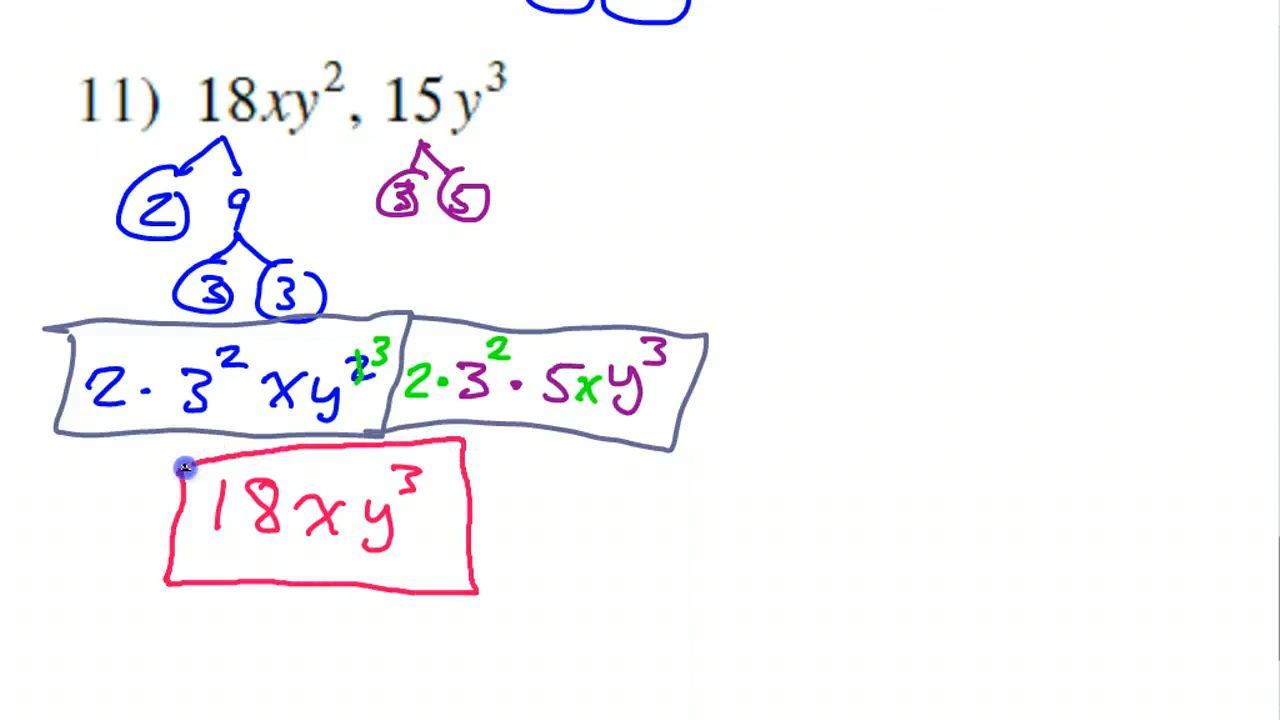 11) 18xy², 15y³
2 9 3 5
3 3
2 · 3² xy²³ 2 · 3² · 5xy³
18xy³